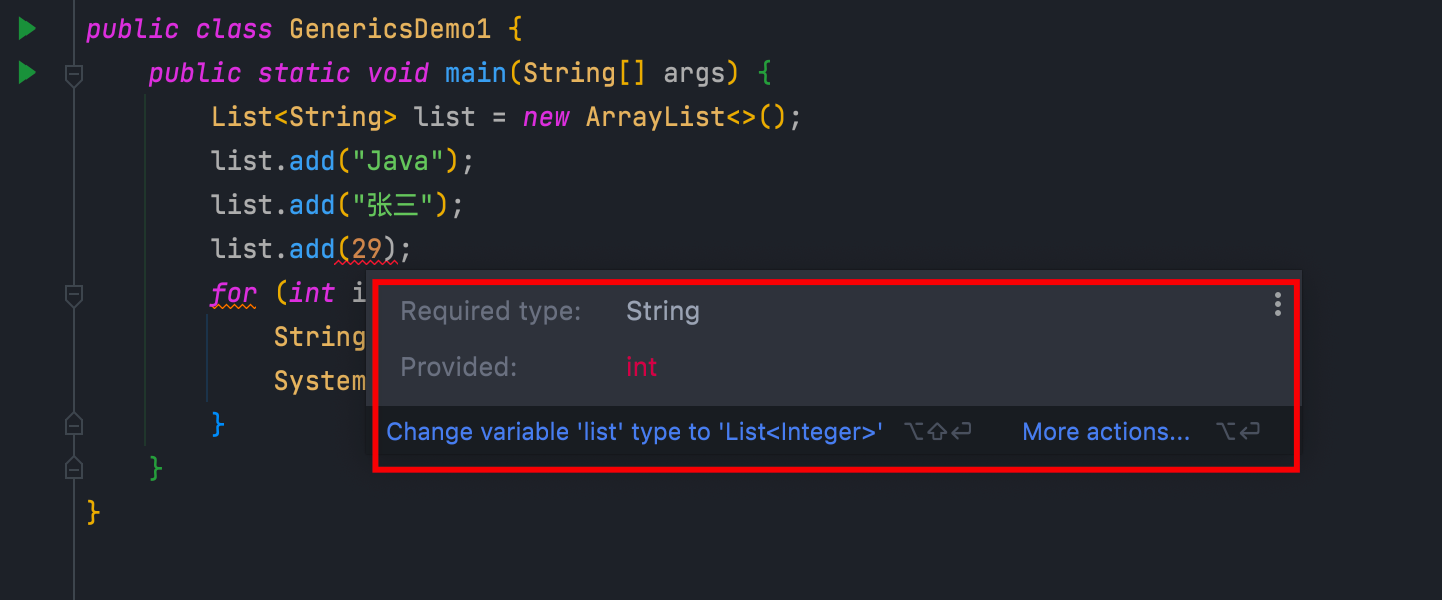 public class GenericsDemo1 {
public static void main(String[] args) {
List<String> list = new ArrayList<>();
list.add("Java");
list.add("张三");
list.add(29);
for (int i
Required type: String
String
Provided: int
System
}
Change variable 'list' type to 'List<Integer>' ⌥⇧⏎ More actions... ⌥⏎
}
}